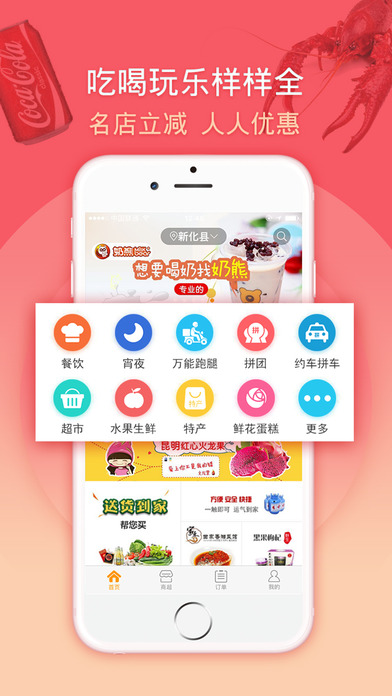 Coca-Cola
吃喝玩乐样样全
名店立减 人人优惠
新化县
奶熊
想要喝奶找奶熊
专业的
餐饮
宵夜
万能跑腿
拼
拼团
约车拼车
超市
水果生鲜
特产
特产
鲜花蛋糕
更多
昆明红心火龙果
送货到家
帮您买
方便 安全 快捷
一触即可 运气到家
黑果枸杞
首页
商超
订单
我的